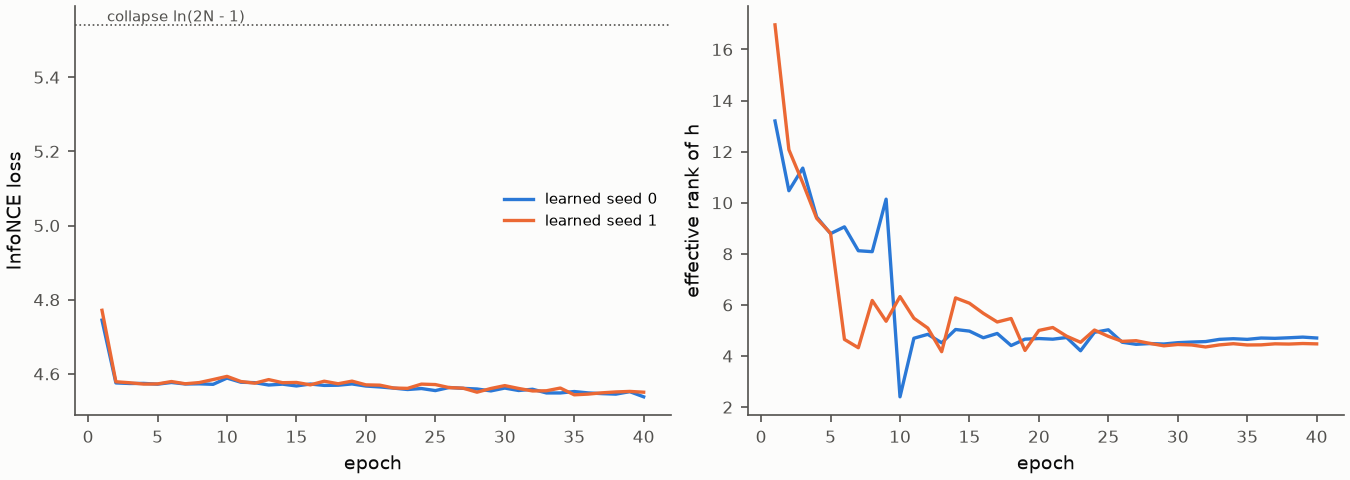 collapse ln(2N - 1)
InfoNCE loss
5.4
5.2
5.0
4.8
4.6
learned seed 0
learned seed 1
0 5 10 15 20 25 30 35 40
epoch
effective rank of h
16
14
12
10
8
6
4
2
0 5 10 15 20 25 30 35 40
epoch